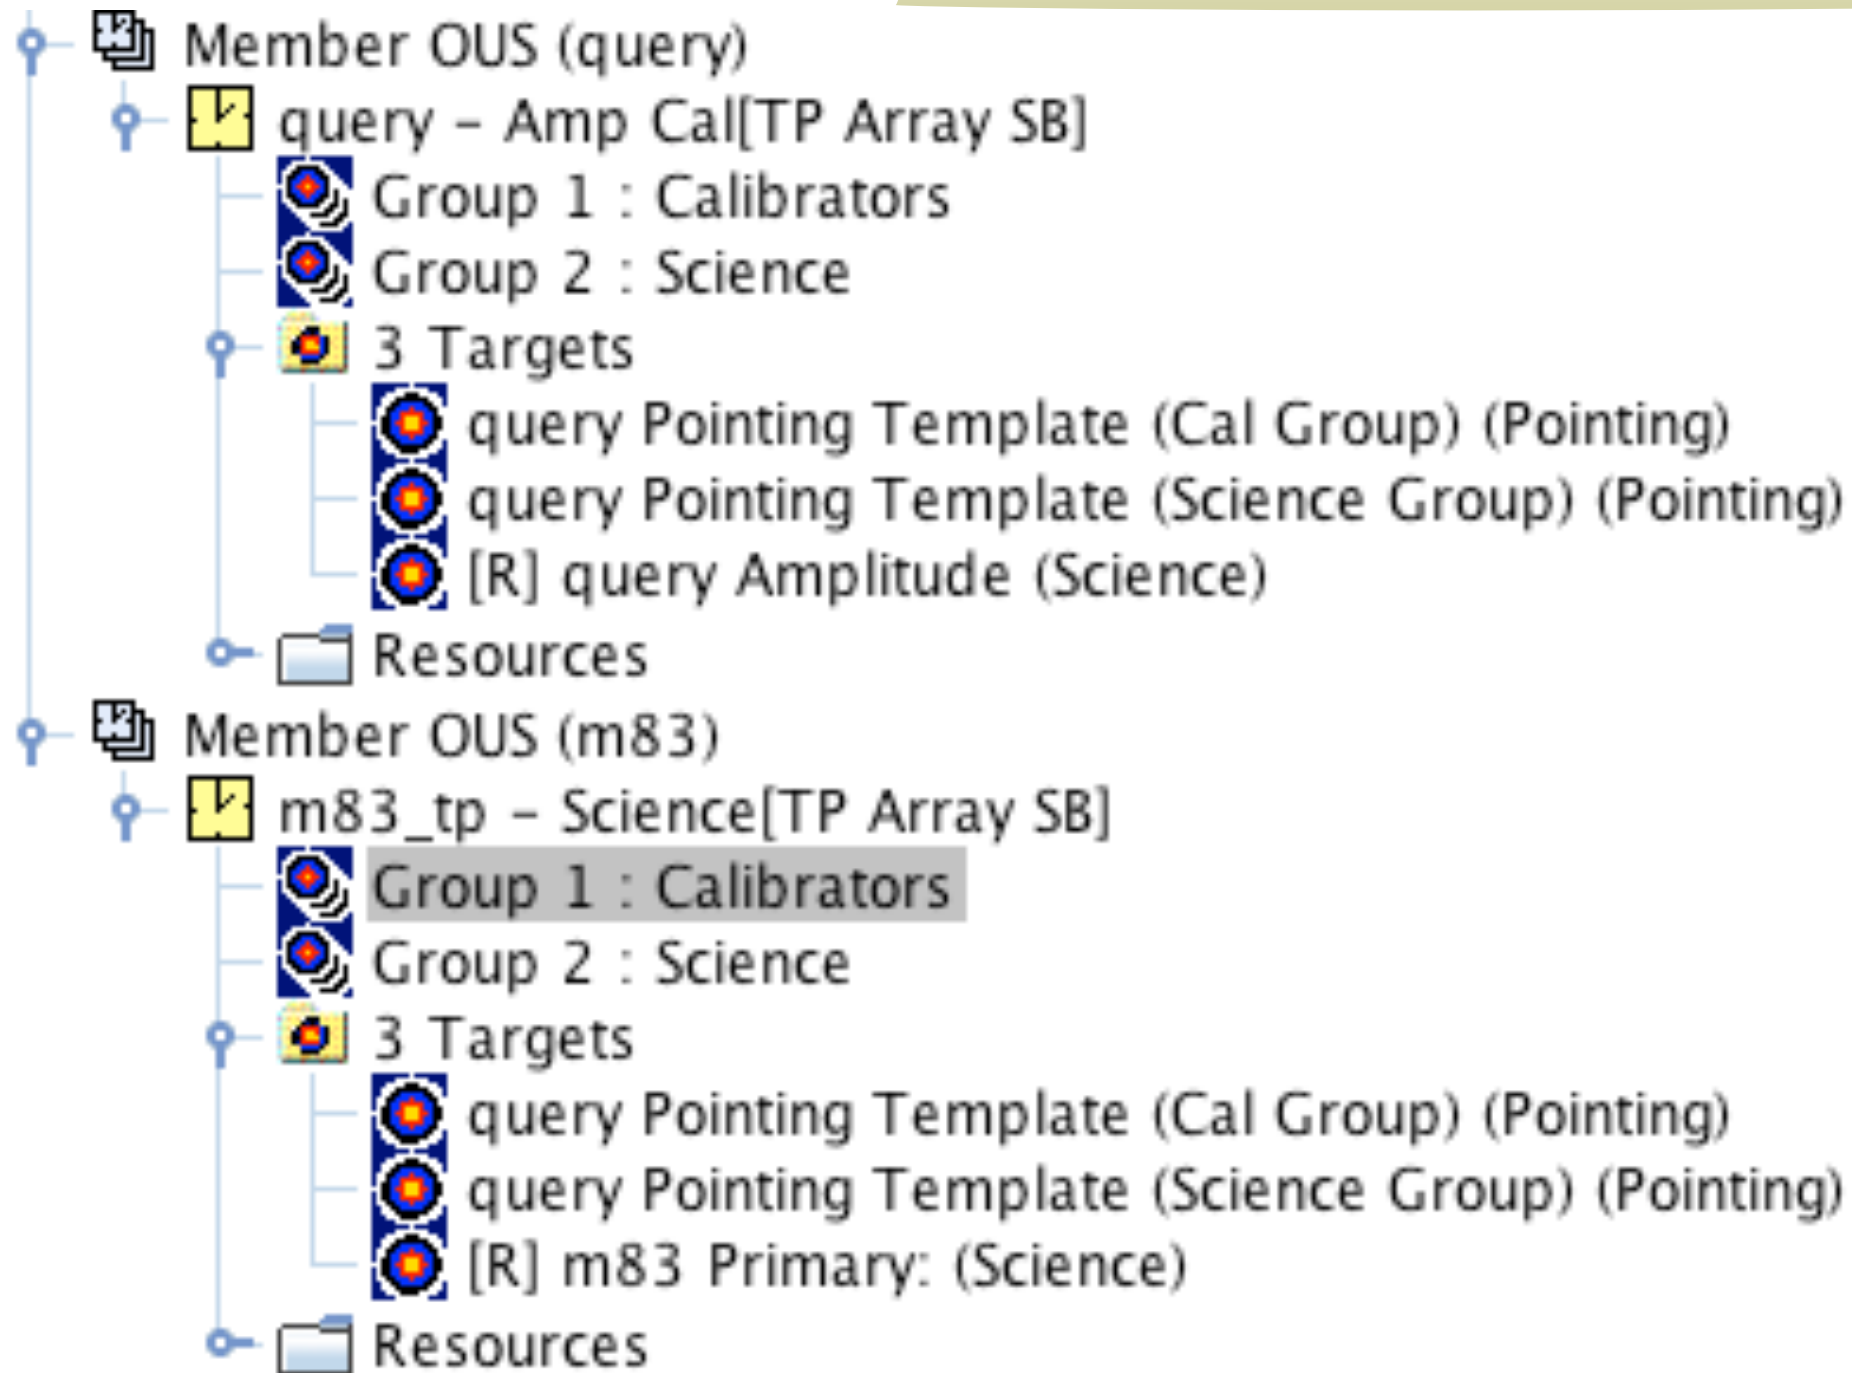 Member OUS (query)
query - Amp Cal[TP Array SB]
Group 1 : Calibrators
Group 2 : Science
3 Targets
query Pointing Template (Cal Group) (Pointing)
query Pointing Template (Science Group) (Pointing)
[R] query Amplitude (Science)
Resources
Member OUS (m83)
m83_tp - Science[TP Array SB]
Group 1 : Calibrators
Group 2 : Science
3 Targets
query Pointing Template (Cal Group) (Pointing)
query Pointing Template (Science Group) (Pointing)
[R] m83 Primary: (Science)
Resources